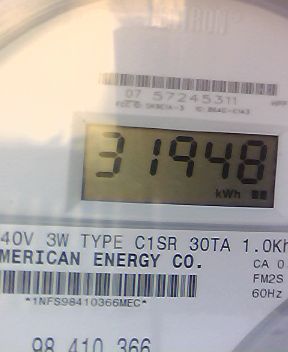 07 57245311
31948
kWh
40V 3W TYPE C1SR 30TA 1.0Kh
MERICAN ENERGY CO.
CA 0
FM2S
60Hz
*1NFS98410366MEC*
98 410 366